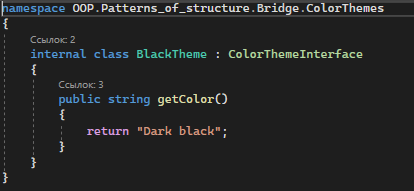 namespace OOP.Patterns_of_structure.Bridge.ColorThemes
{
Ссылок: 2
internal class BlackTheme : ColorThemeInterface
{
Ссылок: 3
public string getColor()
{
return "Dark black";
}
}
}